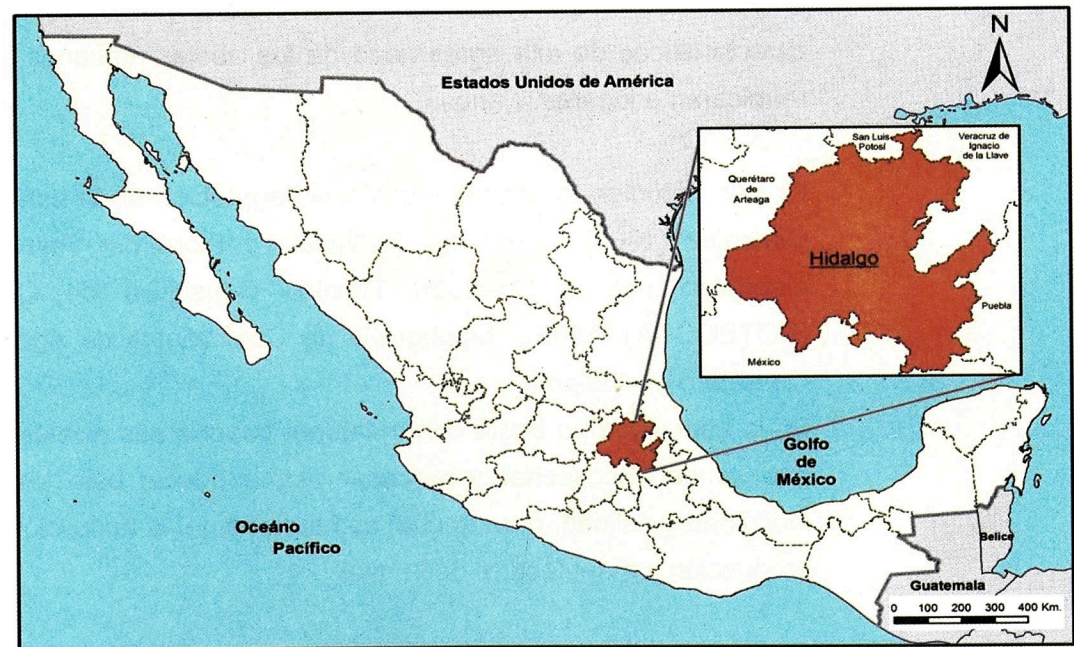 Estados Unidos de América
N
San Luis
Potosí
Veracruz de
Ignacio
de la Llave
Querétaro
de
Arteaga
Hidalgo
Puebla
México
Golfo
de
México
Oceáno
Pacífico
Belice
Guatemala
0 100 200 300 400 Km.